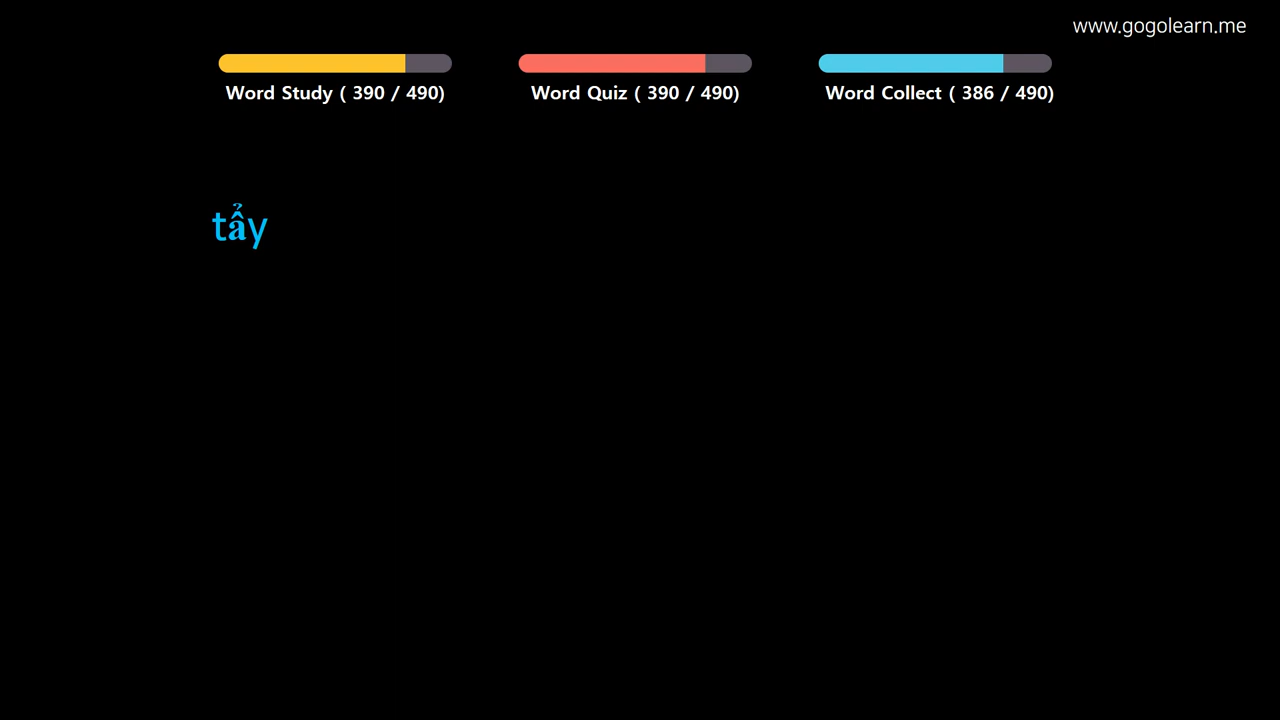 www.gogolearn.me
Word Study ( 390 / 490)
Word Quiz ( 390 / 490)
Word Collect ( 386 / 490)
tẩy